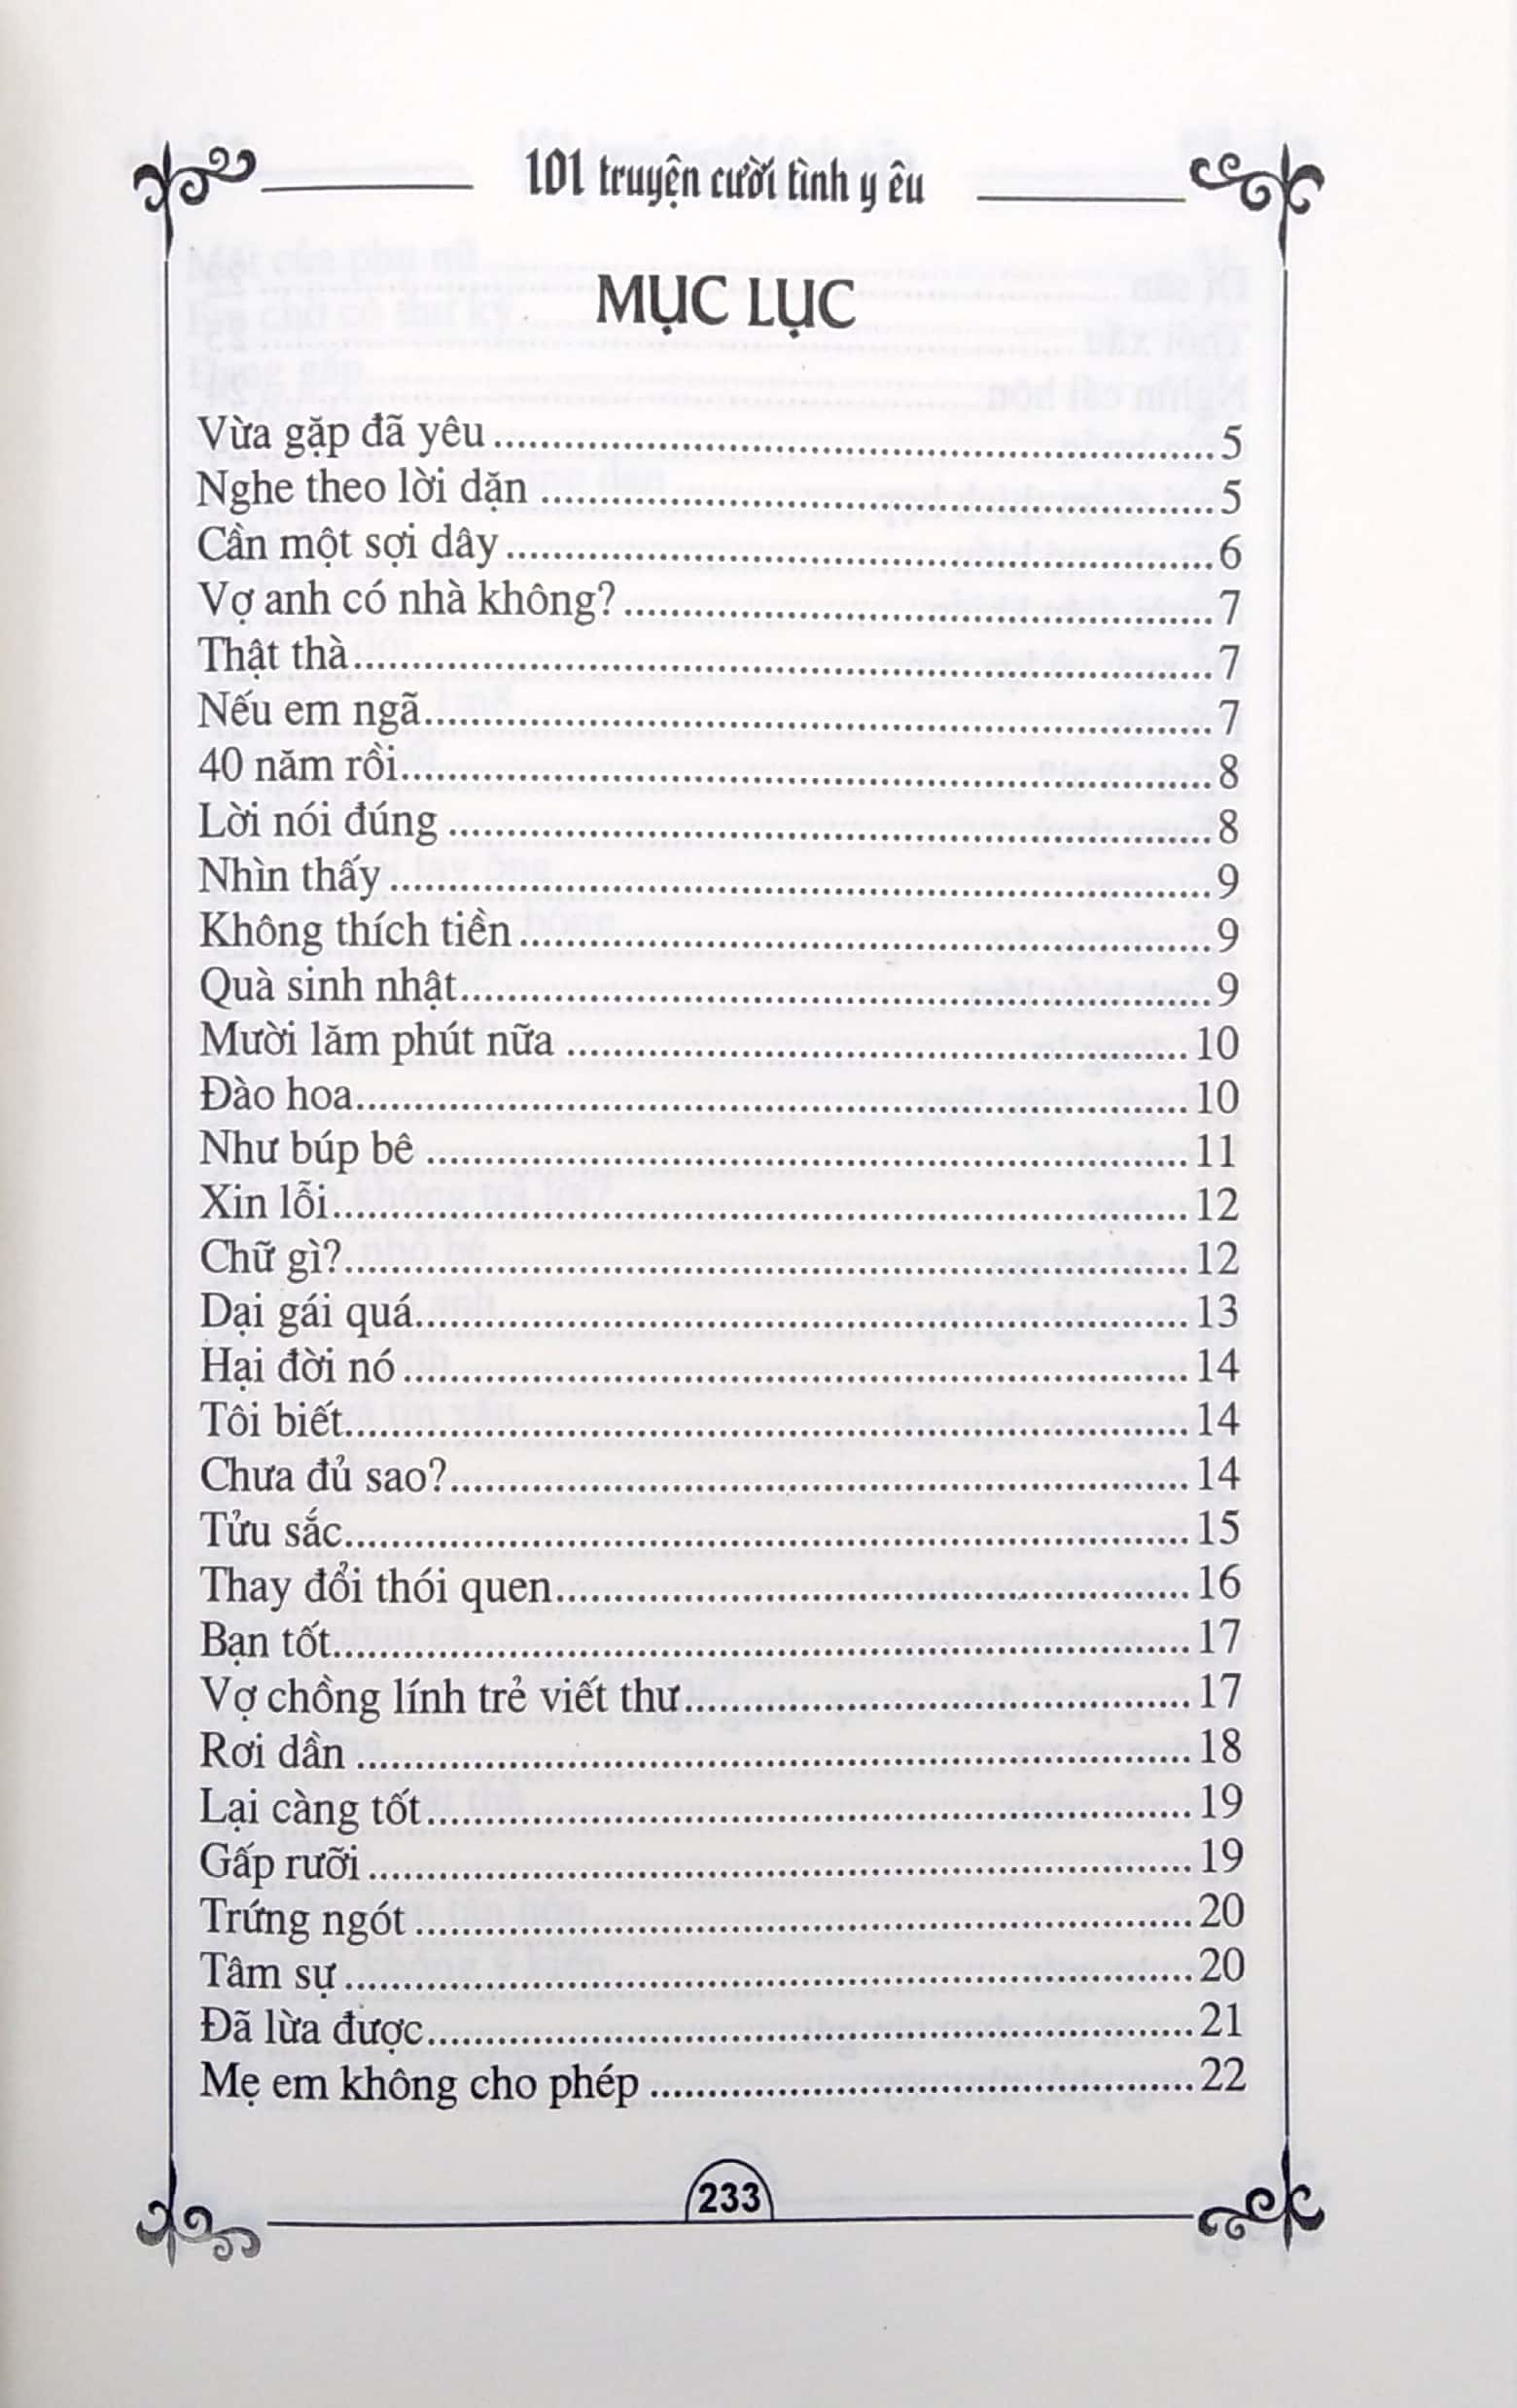 101 truyện cười tình y êu
MỤC LỤC
Vừa gặp đã yêu ........................ 5
Nghe theo lời dặn ........................ 5
Cần một sợi dây ........................ 6
Vợ anh có nhà không? ........................ 7
Thật thà ........................ 7
Nếu em ngã ........................ 7
40 năm rồi ........................ 8
Lời nói đúng ........................ 8
Nhìn thấy ........................ 9
Không thích tiền ........................ 9
Quà sinh nhật ........................ 9
Mười lăm phút nữa ........................ 10
Đào hoa ........................ 10
Như búp bê ........................ 11
Xin lỗi ........................ 12
Chữ gì? ........................ 12
Dại gái quá ........................ 13
Hại đời nó ........................ 14
Tôi biết ........................ 14
Chưa đủ sao? ........................ 14
Tửu sắc ........................ 15
Thay đổi thói quen ........................ 16
Bạn tốt ........................ 17
Vợ chồng lính trẻ viết thư ........................ 17
Rơi dần ........................ 18
Lại càng tốt ........................ 19
Gấp rưỡi ........................ 19
Trứng ngót ........................ 20
Tâm sự ........................ 20
Đã lừa được ........................ 21
Mẹ em không cho phép ........................ 22
233